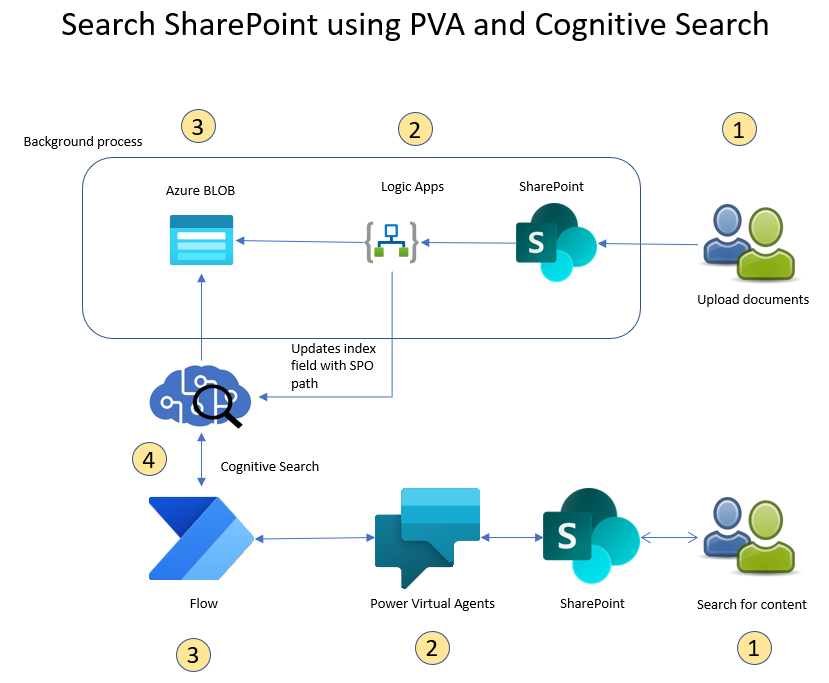 Search SharePoint using PVA and Cognitive Search
3
2
1
Background process
Azure BLOB
Logic Apps
SharePoint
S
Upload documents
Updates index
field with SPO
path
4
Cognitive Search
S
Flow
Power Virtual Agents
SharePoint
Search for content
3
2
1